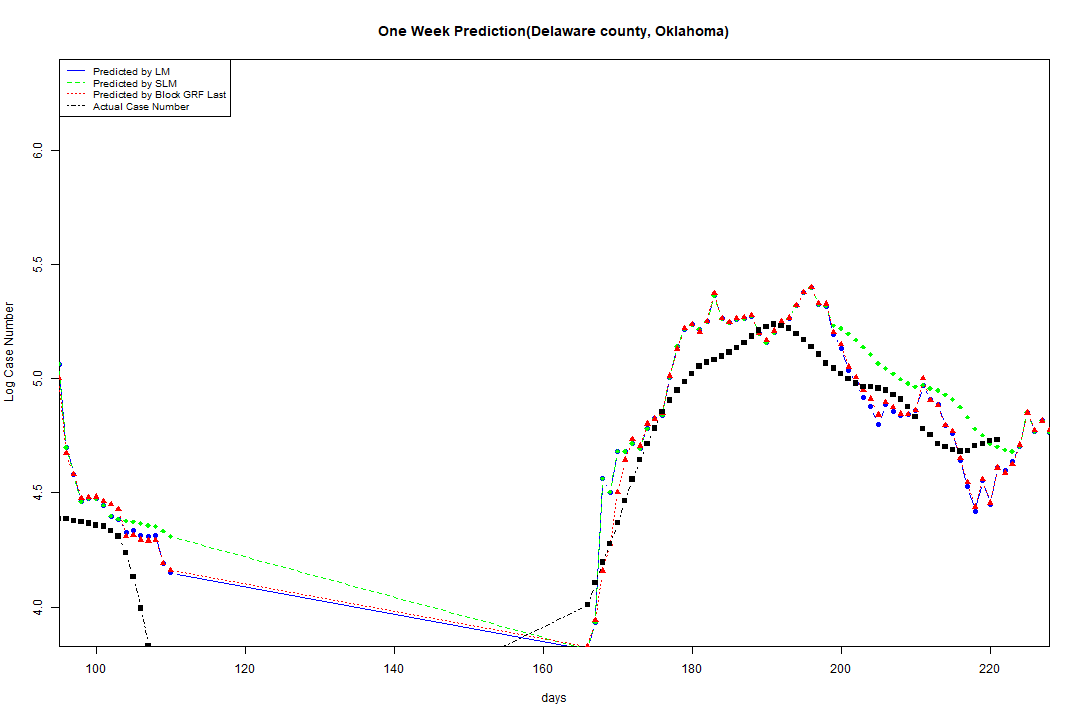 One Week Prediction(Delaware county, Oklahoma)
Predicted by LM
Predicted by SLM
Predicted by Block GRF Last
Actual Case Number
Log Case Number
6.0
5.5
5.0
4.5
4.0
100 120 140 160 180 200 220
days